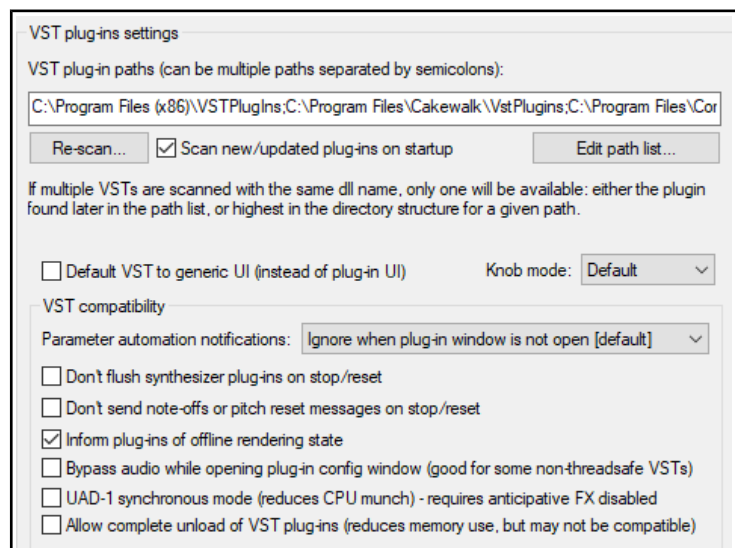 VST plug-ins settings
VST plug-in paths (can be multiple paths separated by semicolons):
C:\Program Files (x86)\VSTPlugIns;C:\Program Files\Cakewalk\VstPlugins;C:\Program Files\Cor
Re-scan... Scan new/updated plug-ins on startup Edit path list...
If multiple VSTs are scanned with the same dll name, only one will be available: either the plugin
found later in the path list, or highest in the directory structure for a given path.
Default VST to generic UI (instead of plug-in UI) Knob mode: Default
VST compatibility
Parameter automation notifications: Ignore when plug-in window is not open [default]
Don't flush synthesizer plug-ins on stop/reset
Don't send note-offs or pitch reset messages on stop/reset
Inform plug-ins of offline rendering state
Bypass audio while opening plug-in config window (good for some non-threadsafe VSTs)
UAD-1 synchronous mode (reduces CPU munch) - requires anticipative FX disabled
Allow complete unload of VST plug-ins (reduces memory use, but may not be compatible)